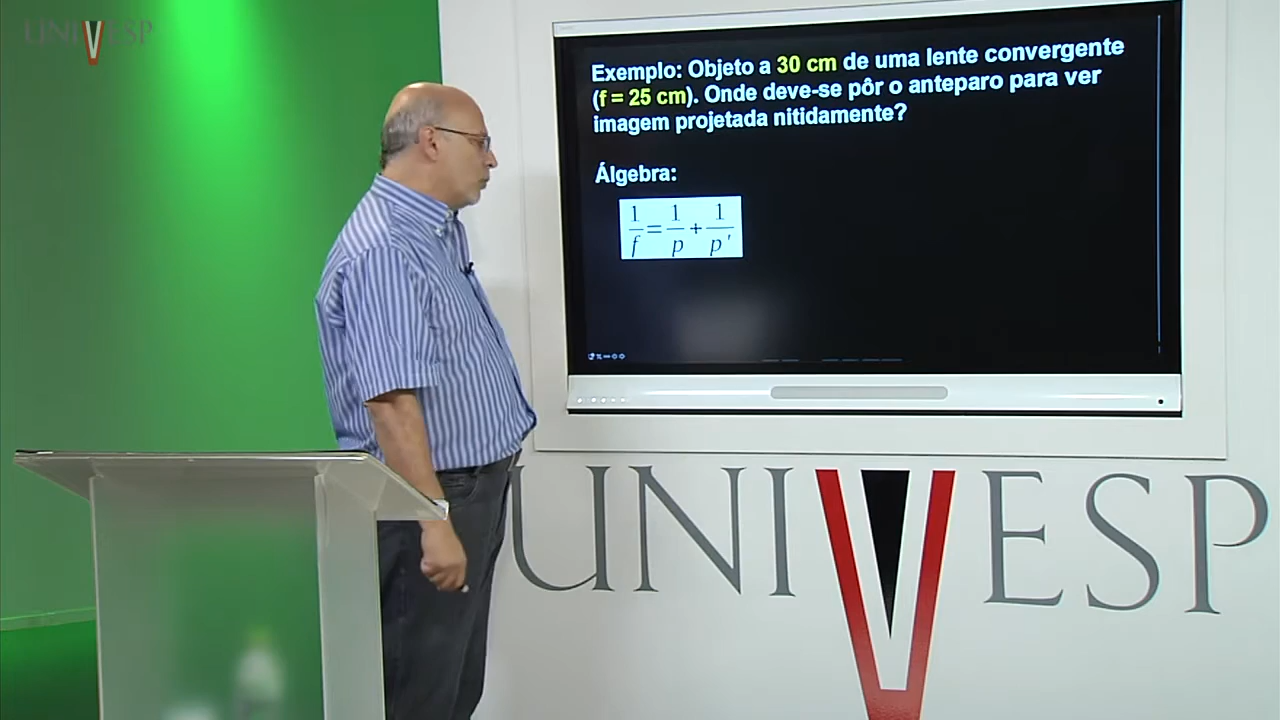 UNIVESP
Exemplo: Objeto a 30 cm de uma lente convergente
(f = 25 cm). Onde deve-se pôr o anteparo para ver
imagem projetada nitidamente?
Álgebra:
1/f = 1/p + 1/p'
UNIVESP